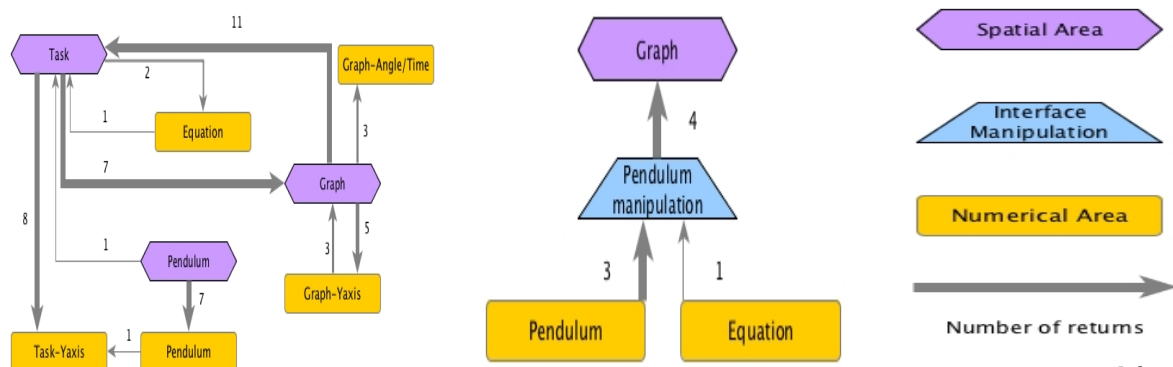 11
Task
2
Graph-Angle/Time
1
Equation
3
7
Graph
8
5
3
1
Pendulum
7
Graph-Yaxis
1
Task-Yaxis
Pendulum
Graph
4
Pendulum
manipulation
3
1
Pendulum
Equation
Spatial Area
Interface
Manipulation
Numerical Area
Number of returns